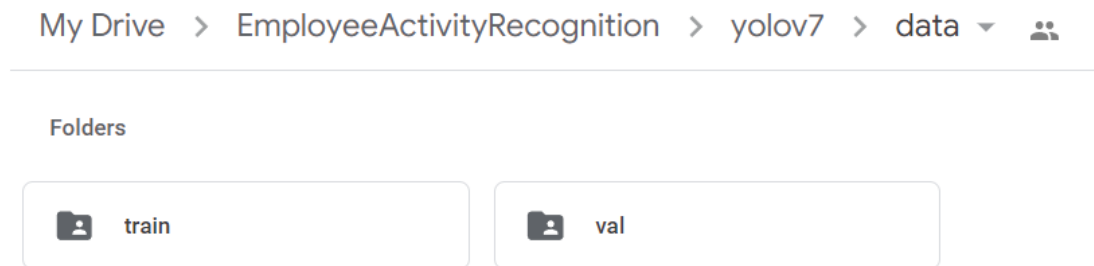 My Drive > EmployeeActivityRecognition > yolov7 > data
Folders
train val